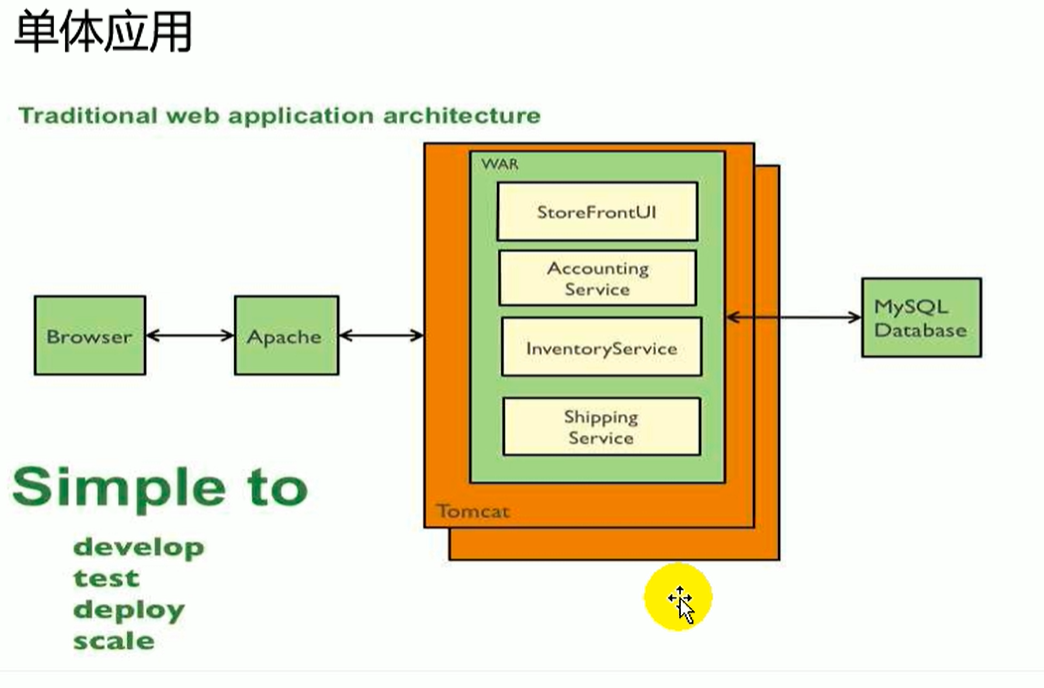 单体应用
Traditional web application architecture
WAR
StoreFrontUI
Accounting
Service
InventoryService
Shipping
Service
Tomcat
Browser
Apache
MySQL
Database
Simple to
develop
test
deploy
scale